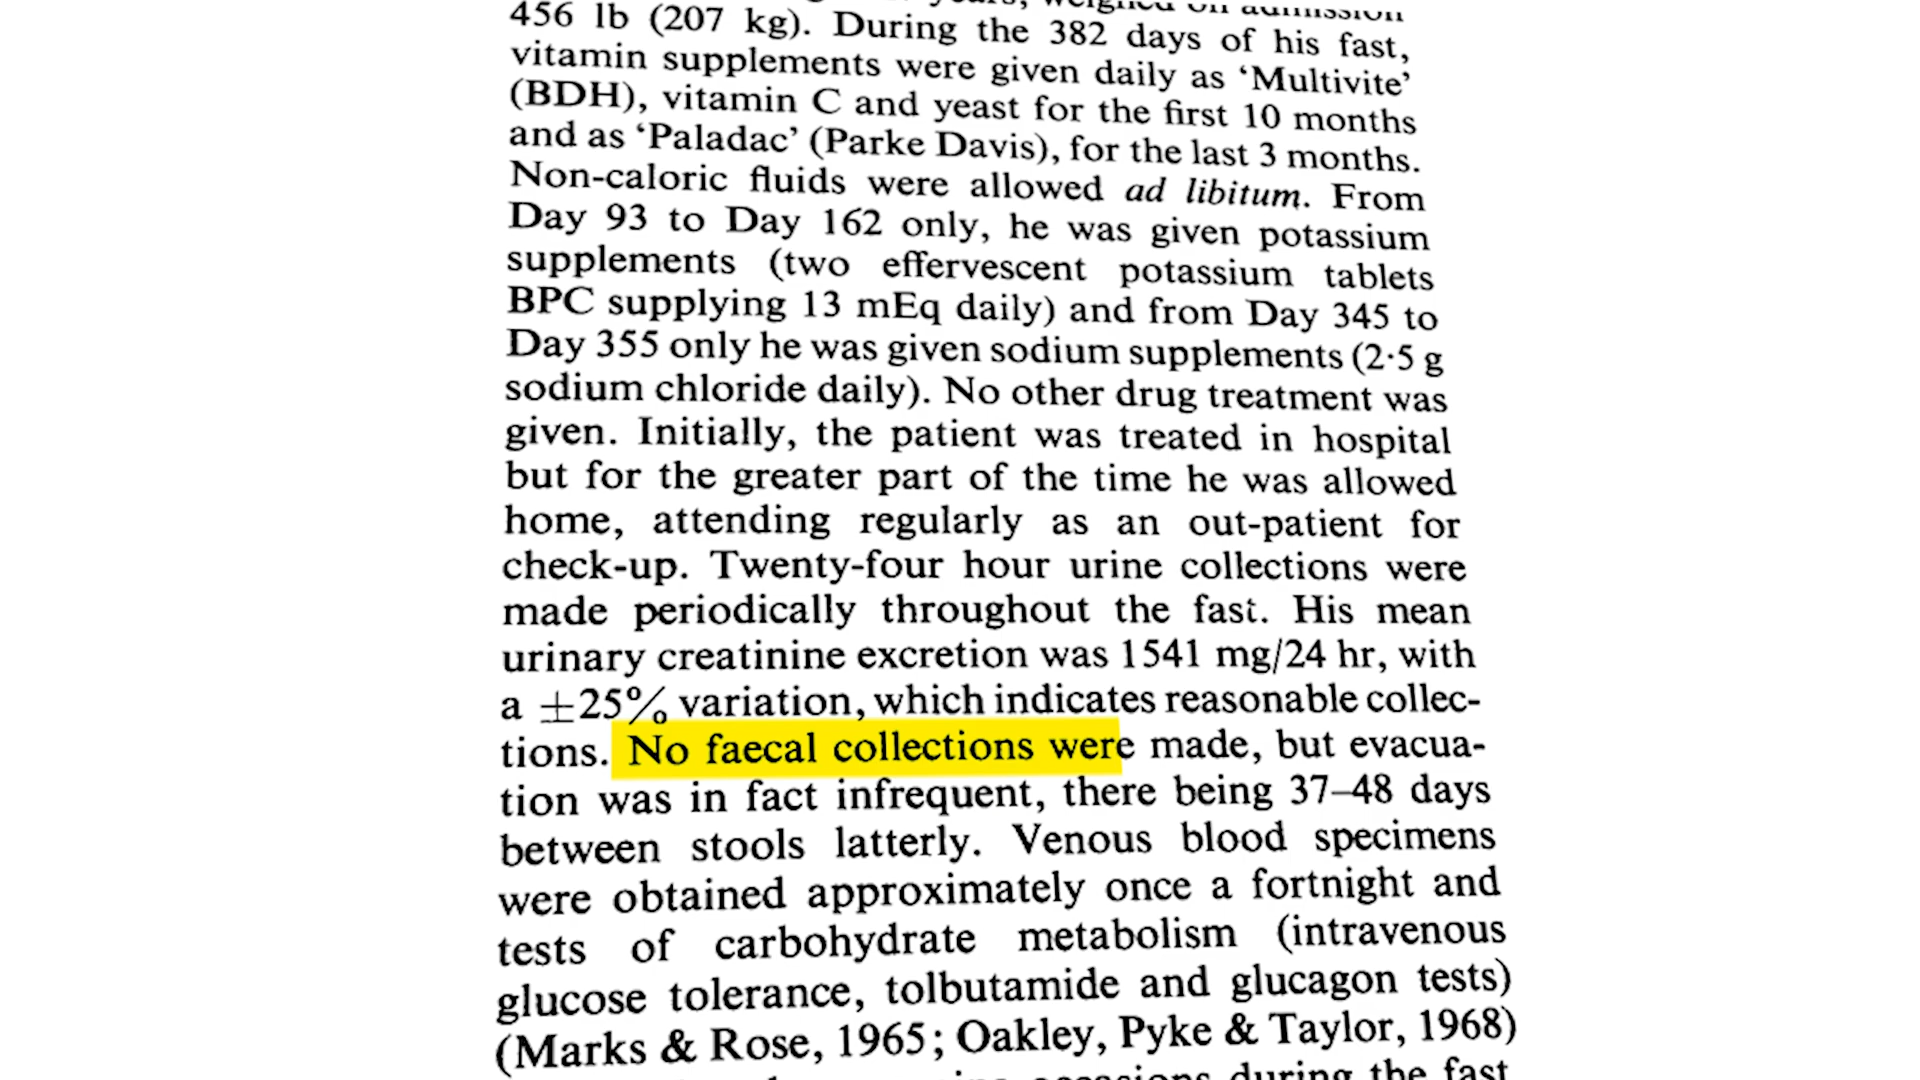 weighed on admission
456 lb (207 kg). During the 382 days of his fast,
vitamin supplements were given daily as ‘Multivite’
(BDH), vitamin C and yeast for the first 10 months
and as ‘Paladac’ (Parke Davis), for the last 3 months.
Non-caloric fluids were allowed ad libitum. From
Day 93 to Day 162 only, he was given potassium
supplements (two effervescent potassium tablets
BPC supplying 13 mEq daily) and from Day 345 to
Day 355 only he was given sodium supplements (2·5 g
sodium chloride daily). No other drug treatment was
given. Initially, the patient was treated in hospital
but for the greater part of the time he was allowed
home, attending regularly as an out-patient for
check-up. Twenty-four hour urine collections were
made periodically throughout the fast. His mean
urinary creatinine excretion was 1541 mg/24 hr, with
a ±25% variation, which indicates reasonable collec-
tions. No faecal collections were made, but evacua-
tion was in fact infrequent, there being 37–48 days
between stools latterly. Venous blood specimens
were obtained approximately once a fortnight and
tests of carbohydrate metabolism (intravenous
glucose tolerance, tolbutamide and glucagon tests)
(Marks & Rose, 1965; Oakley, Pyke & Taylor, 1968)
occasions during the fast